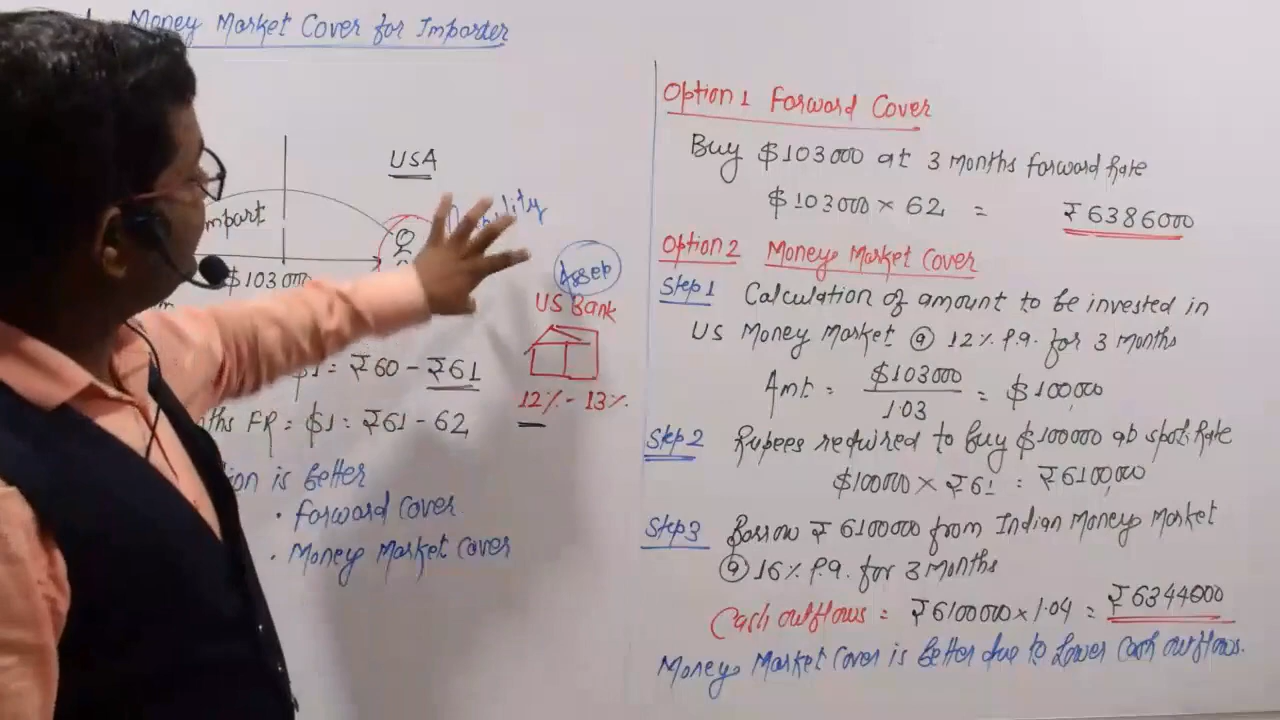 Money Market Cover for Importer
USA
Import
$103000
Asset
US Bank
12% - 13%
$1 = ₹60 - ₹61
FR = $1 = ₹61 - 62
is better
• Forward Cover
• Money Market Cover
Option 1 Forward Cover
Buy $103000 at 3 Months forward Rate
$103000 × 62 = ₹6386000
Option 2 Money Market Cover
Step 1 Calculation of amount to be invested in
US Money Market @ 12% P.a. for 3 Months
Amt = $103000 / 1.03 = $100,000
Step 2 Rupees required to buy $100000 at spot Rate
$100000 × ₹61 = ₹6100,000
Step 3 Borrow ₹6100000 from Indian Money Market
@ 16% P.a. for 3 Months
Cash outflows = ₹6100000 × 1.04 = ₹6344000
Money Market Cover is better due to Lower Cash outflows.